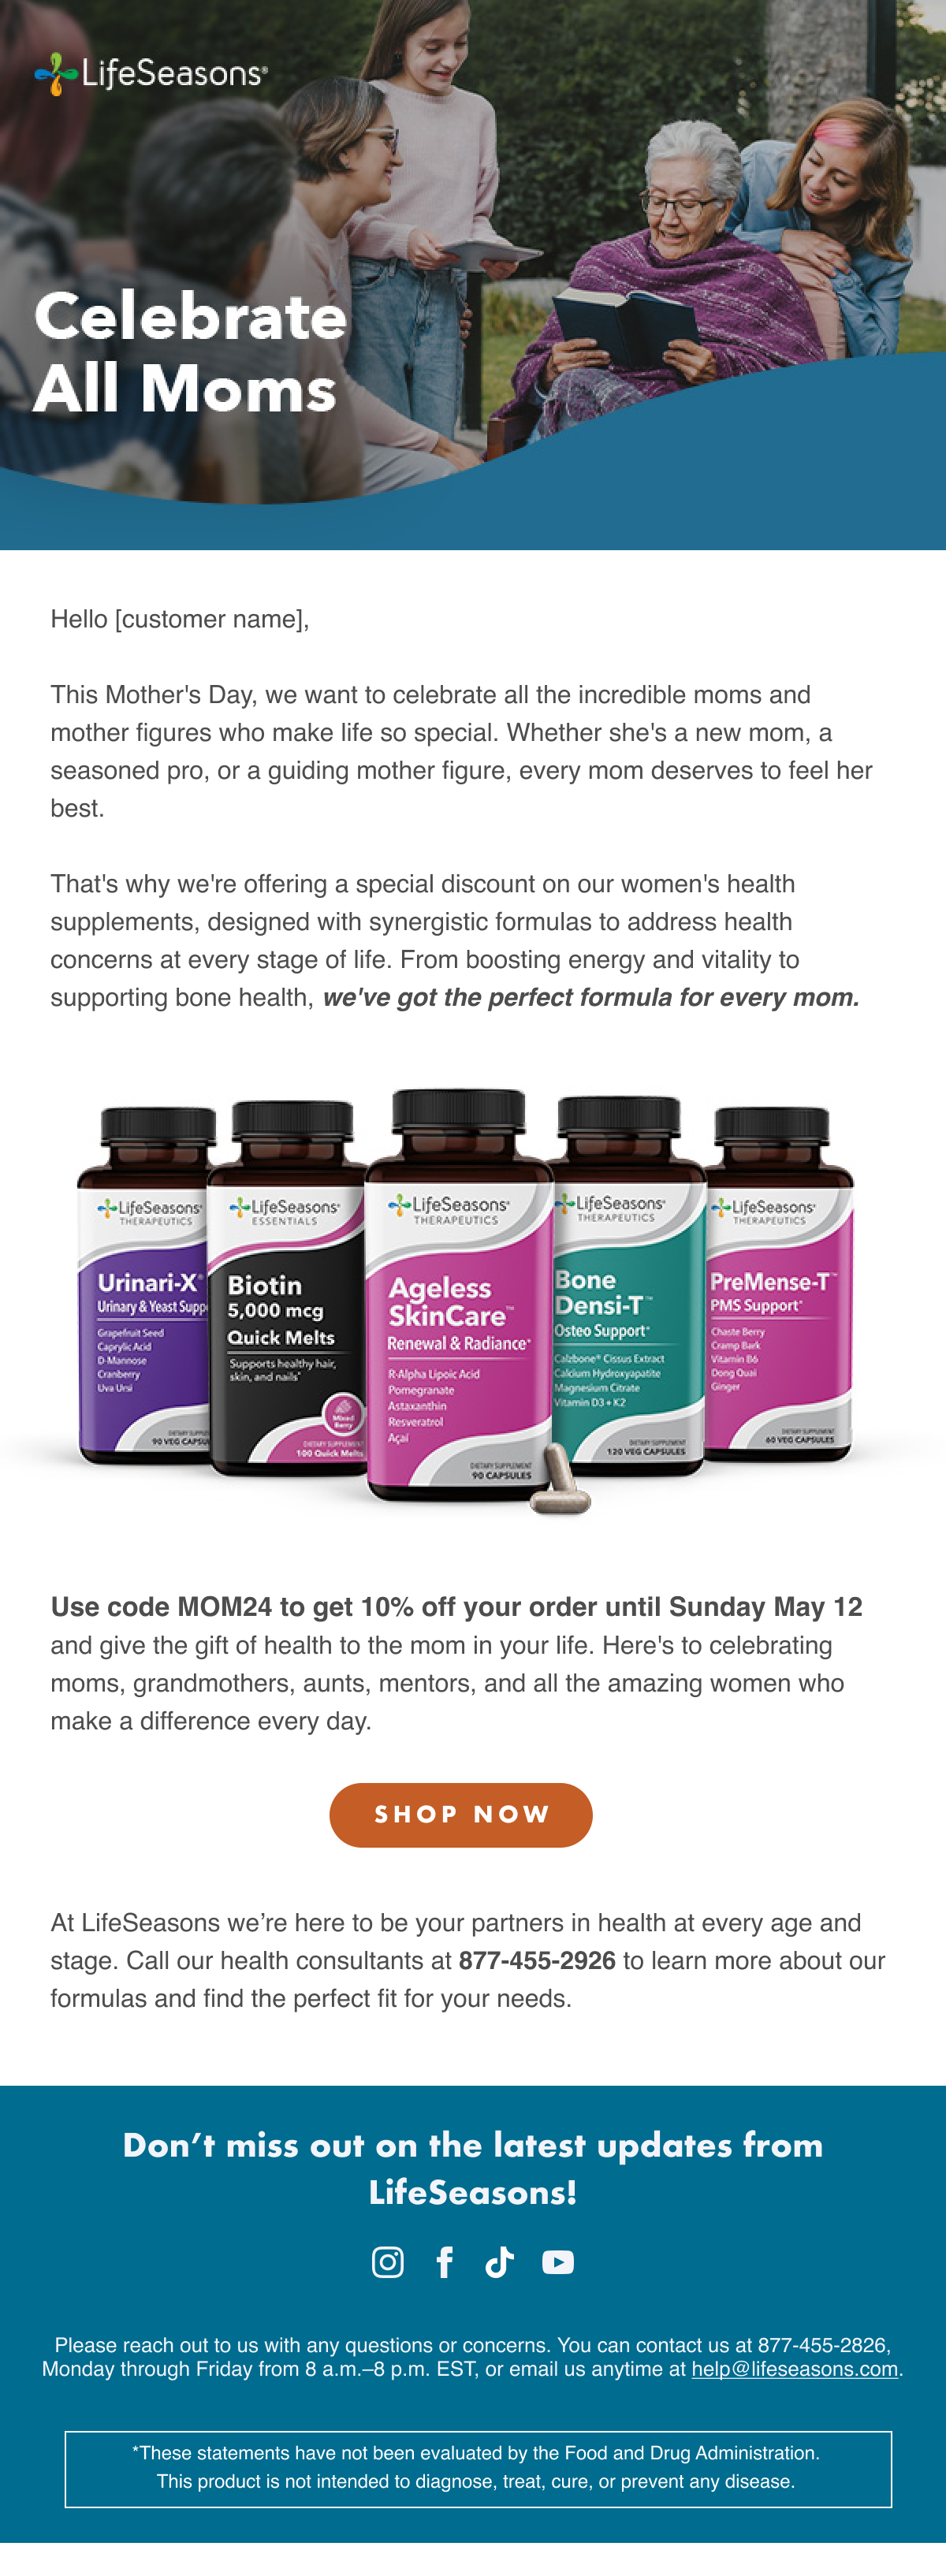 LifeSeasons®
Celebrate
All Moms
Hello [customer name],
This Mother's Day, we want to celebrate all the incredible moms and
mother figures who make life so special. Whether she's a new mom, a
seasoned pro, or a guiding mother figure, every mom deserves to feel her
best.
That's why we're offering a special discount on our women's health
supplements, designed with synergistic formulas to address health
concerns at every stage of life. From boosting energy and vitality to
supporting bone health, we've got the perfect formula for every mom.
LifeSeasons®
THERAPEUTICS
Urinari-X®
Urinary & Yeast Supp
Grapefruit Seed
Caprylic Acid
D-Mannose
Cranberry
Uva Ursi
DIETARY SUPPLEM
90 VEG CAPSU
LifeSeasons®
ESSENTIALS
Biotin
5,000 mcg
Quick Melts
Supports healthy hair,
skin, and nails*
Mixed
Berry
DIETARY SUPPLEMENT
100 Quick Melts
LifeSeasons®
THERAPEUTICS
Ageless
SkinCare™
Renewal & Radiance*
R-Alpha Lipoic Acid
Pomegranate
Astaxanthin
Resveratrol
Açaí
DIETARY SUPPLEMENT
90 CAPSULES
LifeSeasons®
THERAPEUTICS
Bone
Densi-T™
Osteo Support*
Calzbone® Cissus Extract
Calcium Hydroxyapatite
Magnesium Citrate
Vitamin D3 + K2
DIETARY SUPPLEMENT
120 VEG CAPSULES
LifeSeasons®
THERAPEUTICS
PreMense-T™
PMS Support*
Chaste Berry
Cramp Bark
Vitamin B6
Dong Quai
Ginger
DIETARY SUPPLEMENT
60 VEG CAPSULES
Use code MOM24 to get 10% off your order until Sunday May 12
and give the gift of health to the mom in your life. Here's to celebrating
moms, grandmothers, aunts, mentors, and all the amazing women who
make a difference every day.
SHOP NOW
At LifeSeasons we’re here to be your partners in health at every age and
stage. Call our health consultants at 877-455-2926 to learn more about our
formulas and find the perfect fit for your needs.
Don’t miss out on the latest updates from
LifeSeasons!
Please reach out to us with any questions or concerns. You can contact us at 877-455-2826,
Monday through Friday from 8 a.m.–8 p.m. EST, or email us anytime at help@lifeseasons.com.
*These statements have not been evaluated by the Food and Drug Administration.
This product is not intended to diagnose, treat, cure, or prevent any disease.